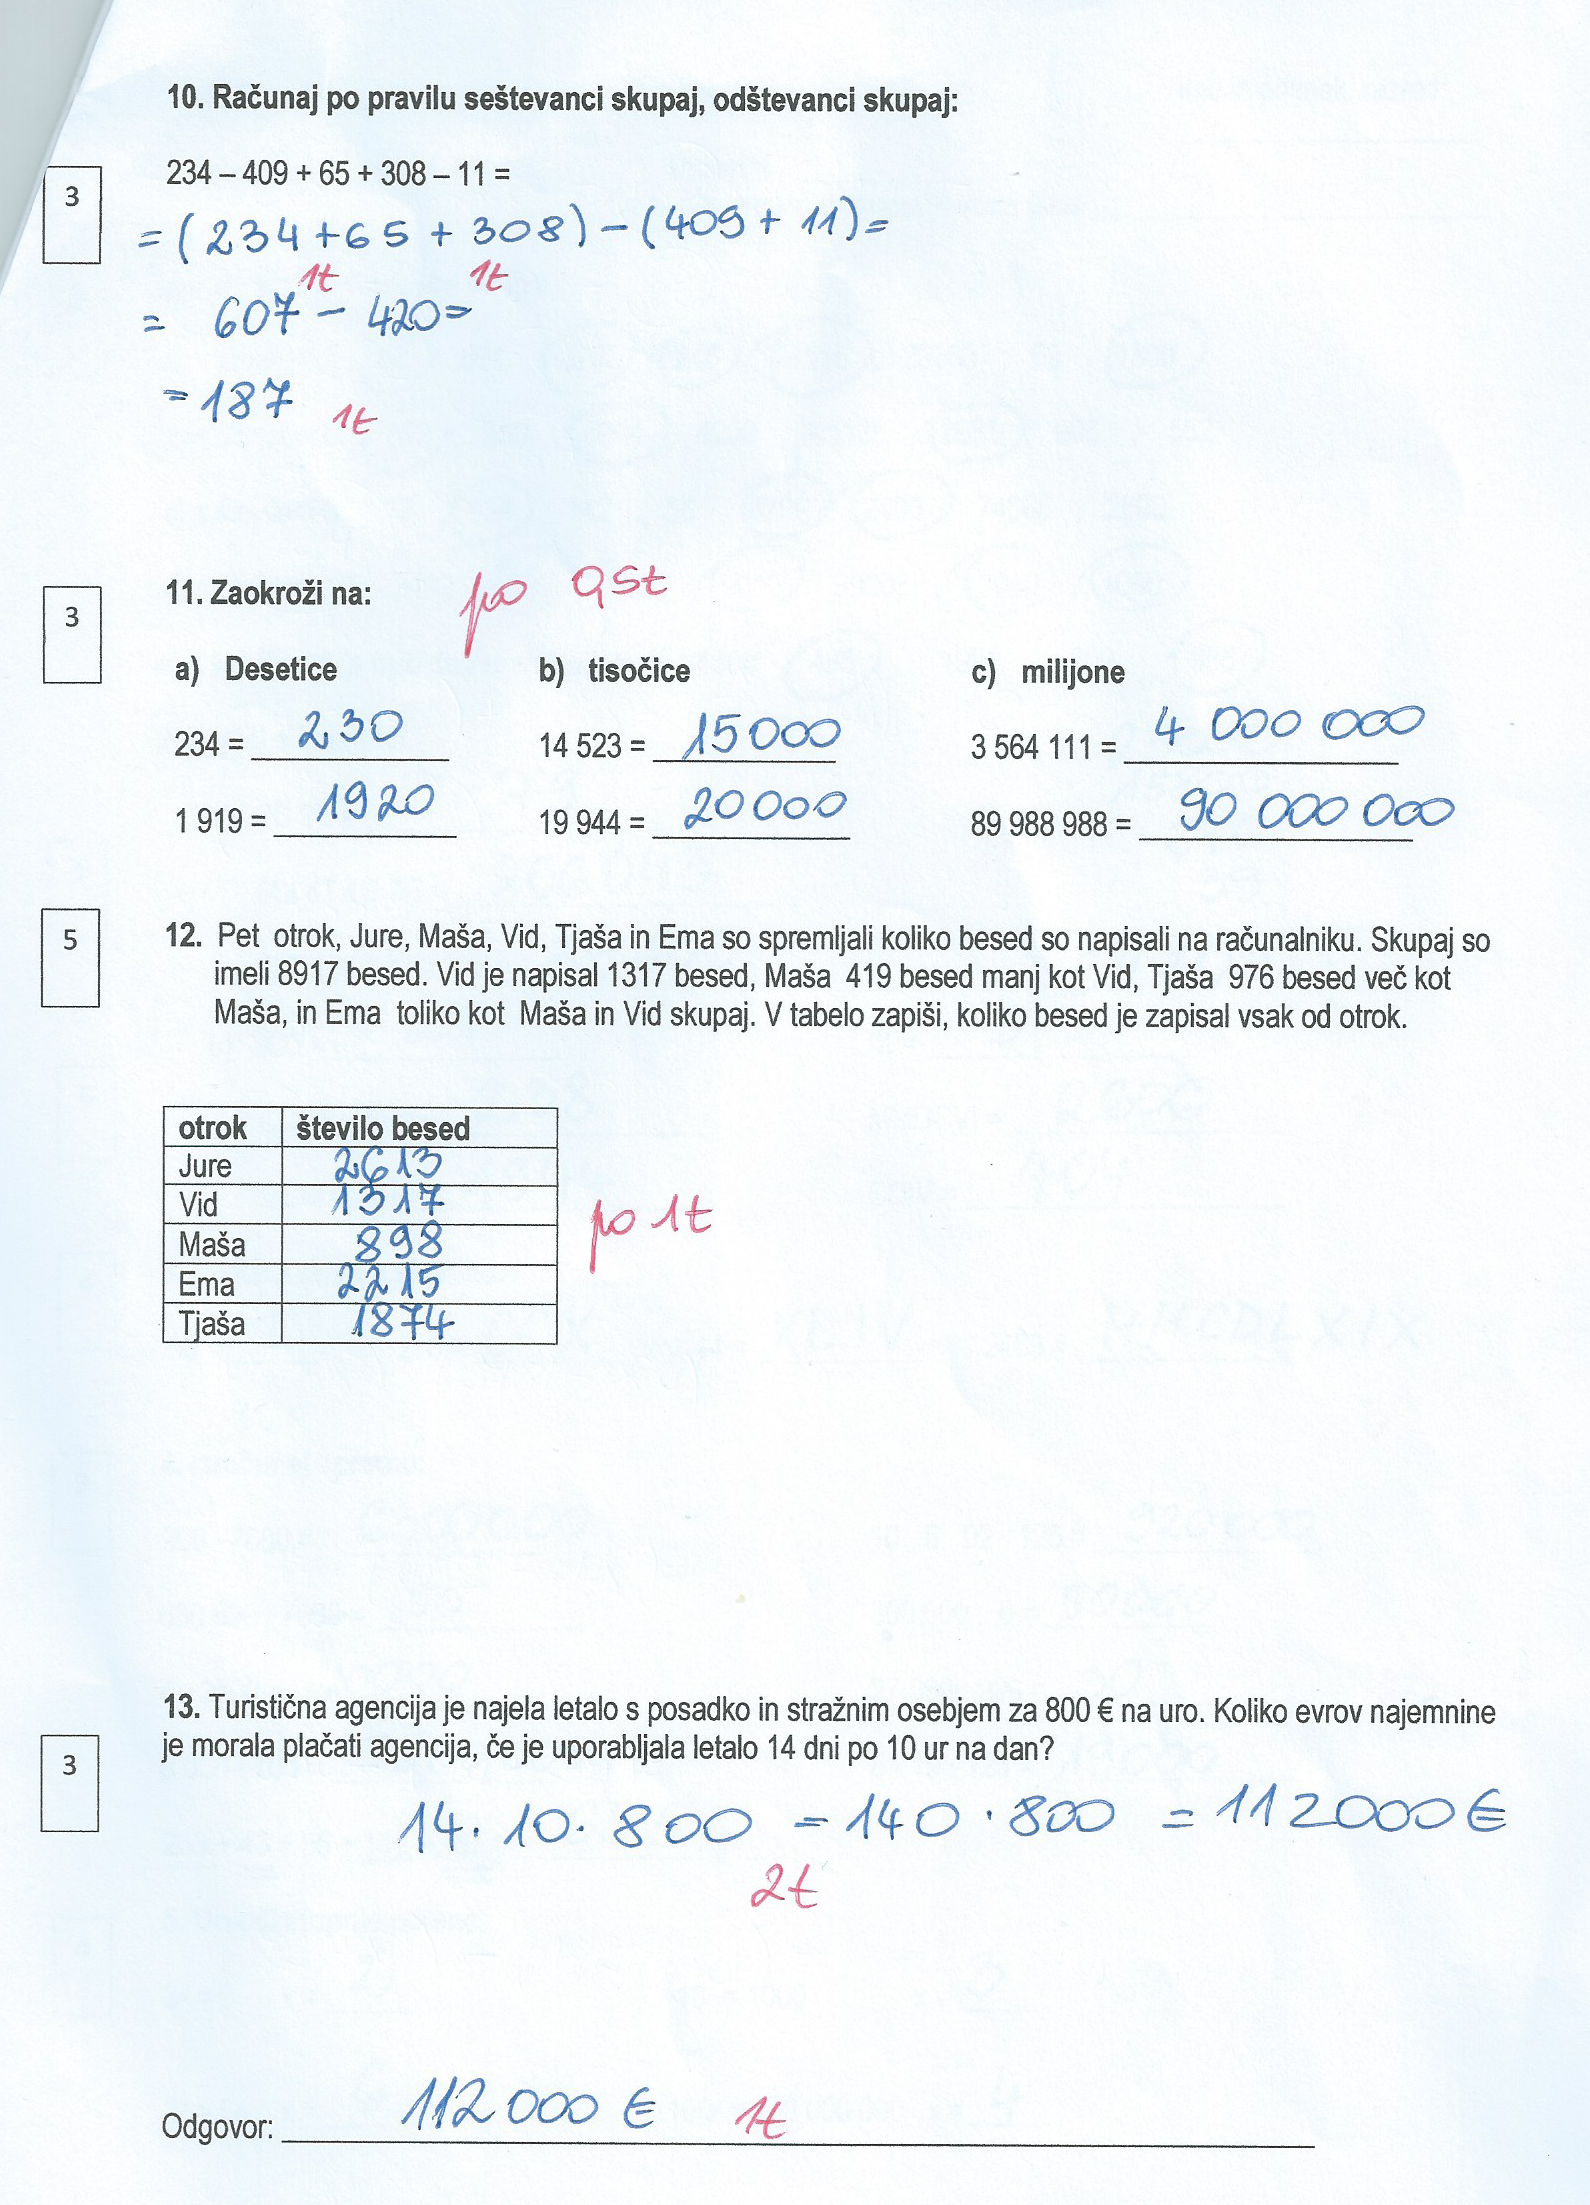 10. Računaj po pravilu seštevanci skupaj, odštevanci skupaj:
3
234 – 409 + 65 + 308 – 11 =
= ( 234 + 65 + 308 ) - ( 409 + 11 ) =
1t 1t
= 607 - 420 =
= 187 1t
11. Zaokroži na: po 0,5t
3
a) Desetice b) tisočice c) milijone
234 = 230 14 523 = 15000 3 564 111 = 4 000 000
1 919 = 1920 19 944 = 20000 89 988 988 = 90 000 000
5
12. Pet otrok, Jure, Maša, Vid, Tjaša in Ema so spremljali koliko besed so napisali na računalniku. Skupaj so
imeli 8917 besed. Vid je napisal 1317 besed, Maša 419 besed manj kot Vid, Tjaša 976 besed več kot
Maša, in Ema toliko kot Maša in Vid skupaj. V tabelo zapiši, koliko besed je zapisal vsak od otrok.
otrok število besed
Jure 2613
Vid 1317
po 1t
Maša 898
Ema 2215
Tjaša 1874
13. Turistična agencija je najela letalo s posadko in stražnim osebjem za 800 € na uro. Koliko evrov najemnine
je morala plačati agencija, če je uporabljala letalo 14 dni po 10 ur na dan?
3
14 · 10 · 800 = 140 · 800 = 112000 €
2t
Odgovor: 112 000 € 1t